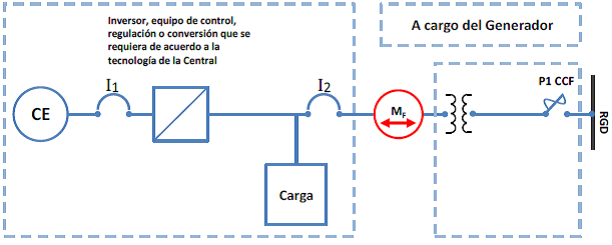 Inversor, equipo de control,
regulación o conversión que se
requiera de acuerdo a la
tecnología de la Central
A cargo del Generador
I1
I2
P1 CCF
CE
MF
RGD
Carga